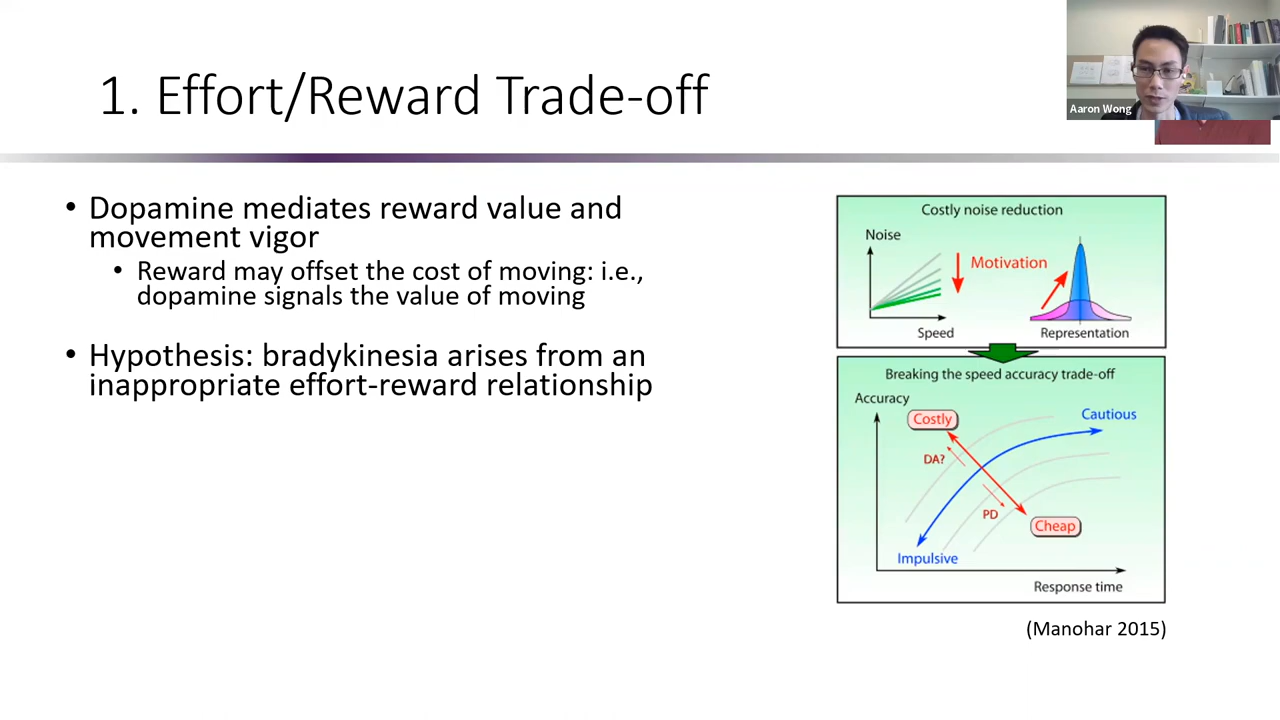 1. Effort/Reward Trade-off
Aaron Wong
• Dopamine mediates reward value and
movement vigor
• Reward may offset the cost of moving: i.e.,
dopamine signals the value of moving
• Hypothesis: bradykinesia arises from an
inappropriate effort-reward relationship
Costly noise reduction
Noise
Motivation
Speed
Representation
Breaking the speed accuracy trade-off
Accuracy
Costly
Cautious
DA?
PD
Cheap
Impulsive
Response time
(Manohar 2015)